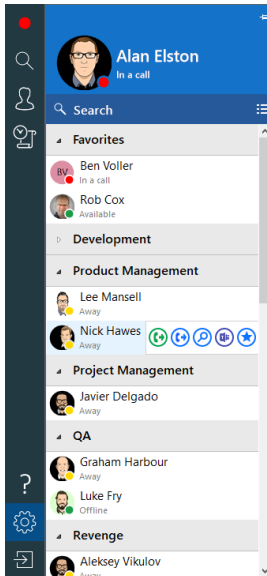 Alan Elston
In a call
Search
Favorites
BV
Ben Voller
In a call
Rob Cox
Available
Development
Product Management
Lee Mansell
Away
Nick Hawes
Away
Project Management
Javier Delgado
Away
QA
Graham Harbour
Away
Luke Fry
Offline
?
Revenge
Aleksey Vikulov
Away